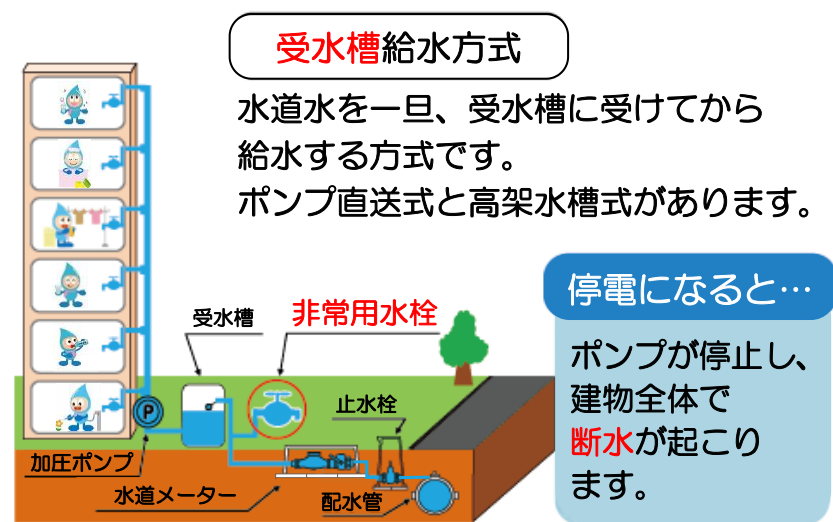 受水槽給水方式
水道水を一旦、受水槽に受けてから
給水する方式です。
ポンプ直送式と高架水槽式があります。
停電になると…
ポンプが停止し、
建物全体で
断水が起こり
ます。
受水槽
非常用水栓
止水栓
P
加圧ポンプ
水道メーター
配水管